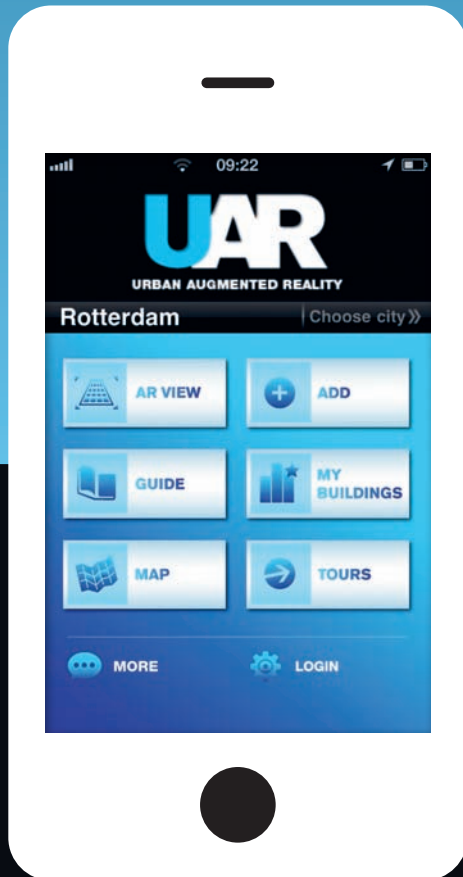 09:22
UAR
URBAN AUGMENTED REALITY
Rotterdam
Choose city »
AR VIEW
ADD
GUIDE
MY
BUILDINGS
MAP
TOURS
MORE
LOGIN